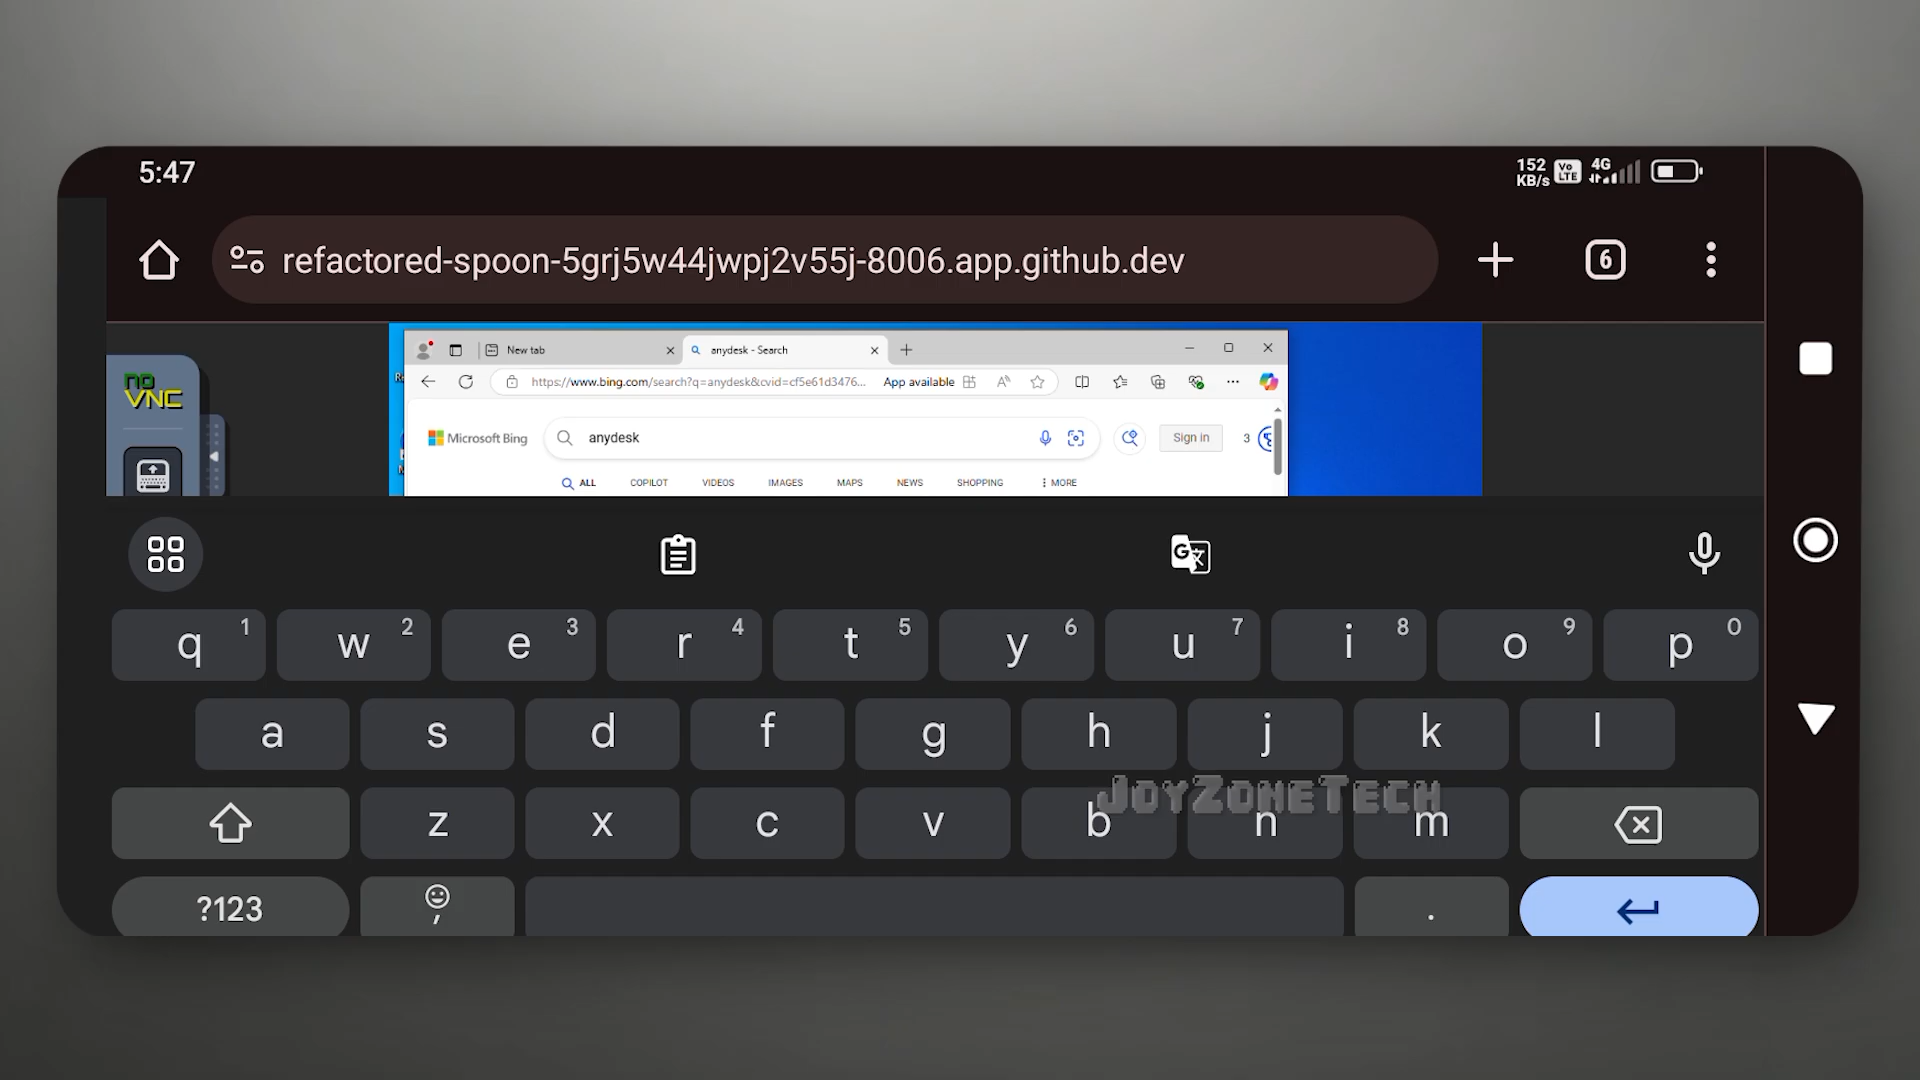 5:47
152 KB/s Vo LTE 4G
refactored-spoon-5grj5w44jwpj2v55j-8006.app.github.dev
6
no VNC
New tab
anydesk - Search
https://www.bing.com/search?q=anydesk&cvid=cf5e61d3476...
App available
Microsoft Bing
anydesk
Sign in
3
ALL COPILOT VIDEOS IMAGES MAPS NEWS SHOPPING MORE
q 1 w 2 e 3 r 4 t 5 y 6 u 7 i 8 o 9 p 0
a s d f g h j k l
JoyZoneTech
z x c v b n m
?123 , .